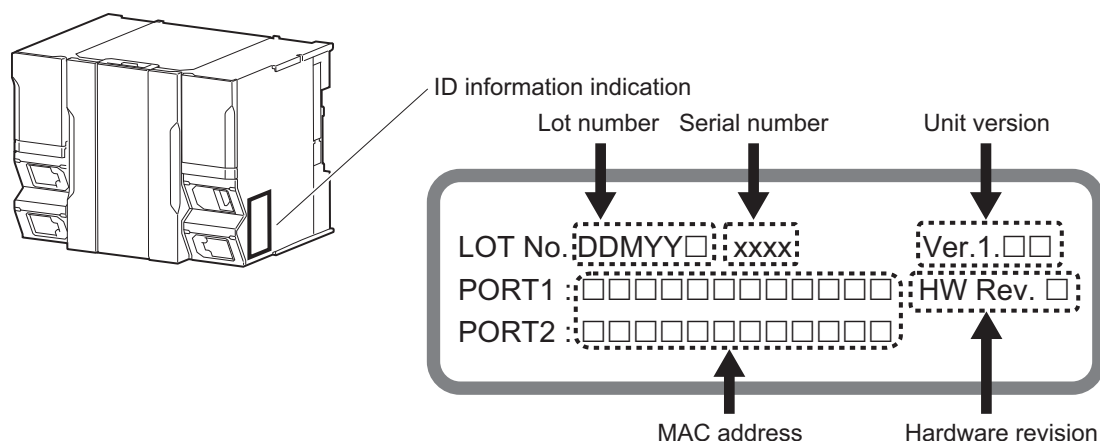 ID information indication
Lot number Serial number Unit version
LOT No. DDMYY□ xxxx Ver.1.□□
PORT1 : □□□□□□□□□□□□ HW Rev. □
PORT2 : □□□□□□□□□□□□
MAC address Hardware revision